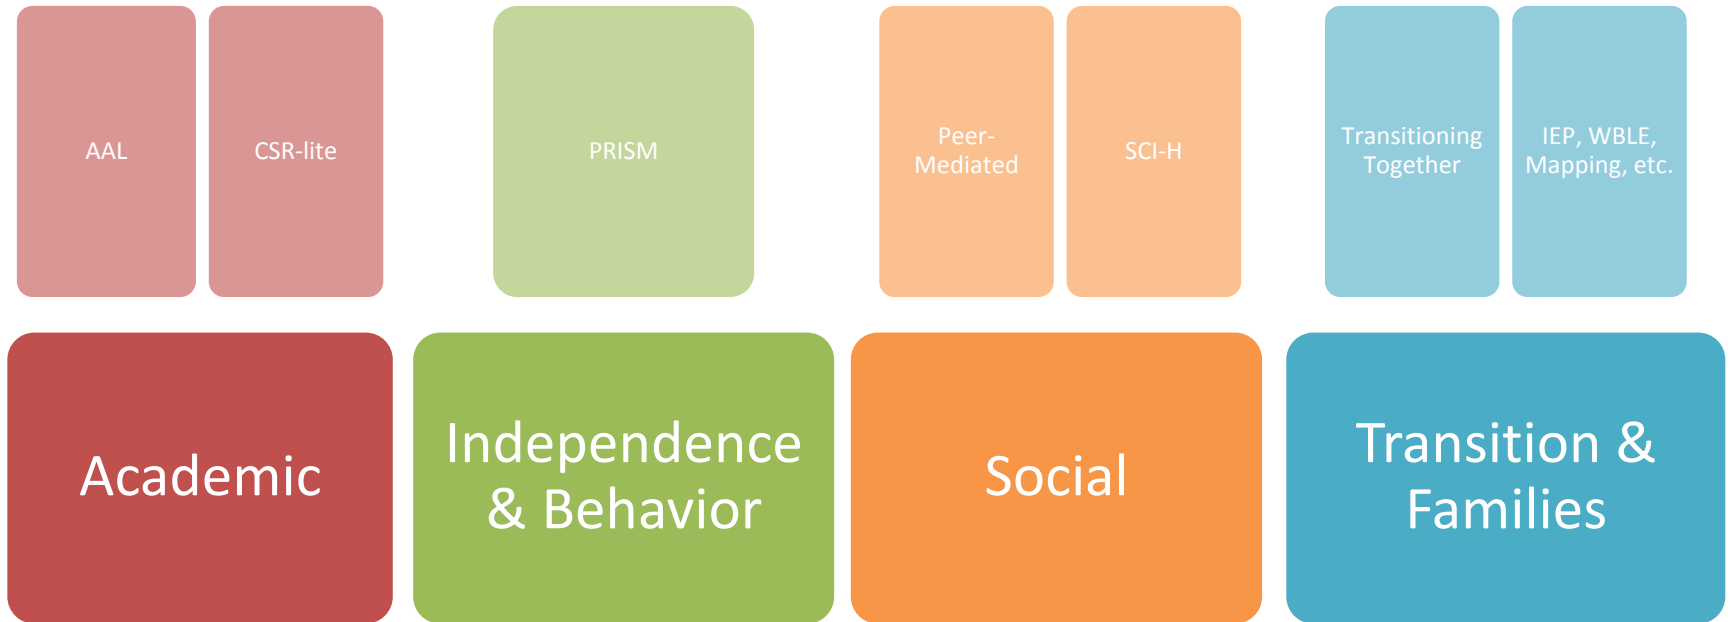 AAL
CSR-lite
PRISM
Peer-
Mediated
SCI-H
Transitioning
Together
IEP, WBLE,
Mapping, etc.
Academic
Independence
& Behavior
Social
Transition &
Families